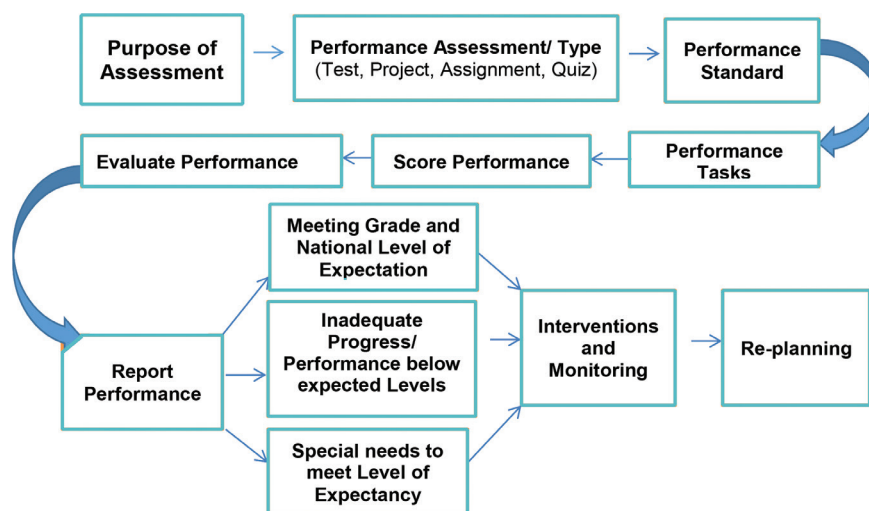 Purpose of
Assessment
Performance Assessment/ Type
(Test, Project, Assignment, Quiz)
Performance
Standard
Evaluate Performance
Score Performance
Performance
Tasks
Meeting Grade and
National Level of
Expectation
Inadequate
Progress/
Performance below
expected Levels
Special needs to
meet Level of
Expectancy
Report
Performance
Interventions
and
Monitoring
Re-planning